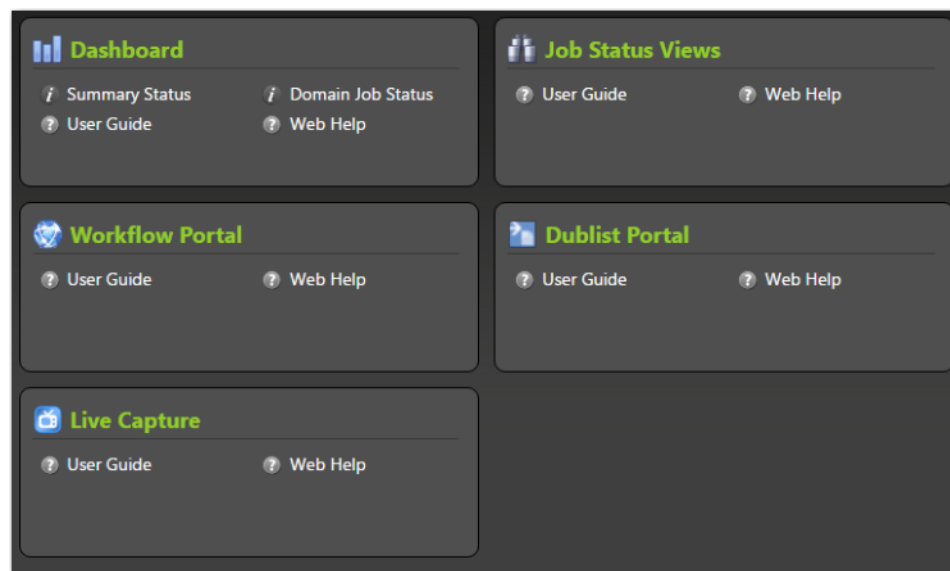 Dashboard
Summary Status
Domain Job Status
User Guide
Web Help
Job Status Views
User Guide
Web Help
Workflow Portal
User Guide
Web Help
Dublist Portal
User Guide
Web Help
Live Capture
User Guide
Web Help